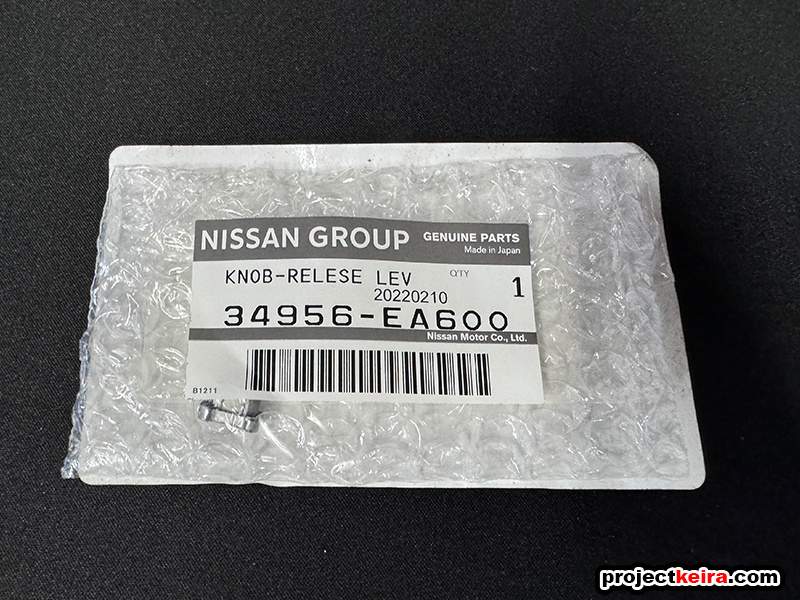 NISSAN GROUP GENUINE PARTS
Made in Japan
KNOB-RELESE LEV Q'TY 1
20220210
34956-EA600
Nissan Motor Co., Ltd.
B1211
projectkeira.com